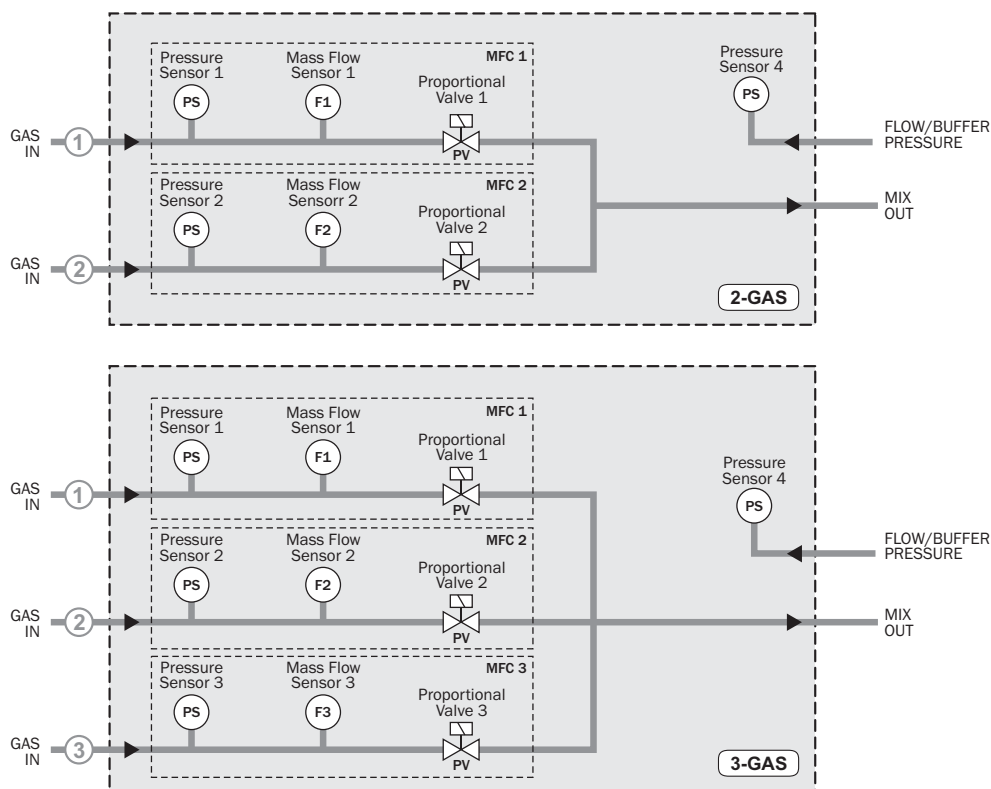 MFC 1
Pressure
Sensor 1
Mass Flow
Sensor 1
Proportional
Valve 1
PS
F1
PV
GAS
IN
1
MFC 2
Pressure
Sensor 2
Mass Flow
Sensorr 2
Proportional
Valve 2
PS
F2
PV
GAS
IN
2
Pressure
Sensor 4
PS
FLOW/BUFFER
PRESSURE
MIX
OUT
2-GAS
MFC 1
Pressure
Sensor 1
Mass Flow
Sensor 1
Proportional
Valve 1
PS
F1
PV
GAS
IN
1
MFC 2
Pressure
Sensor 2
Mass Flow
Sensor 2
Proportional
Valve 2
PS
F2
PV
GAS
IN
2
MFC 3
Pressure
Sensor 3
Mass Flow
Sensor 3
Proportional
Valve 3
PS
F3
PV
GAS
IN
3
Pressure
Sensor 4
PS
FLOW/BUFFER
PRESSURE
MIX
OUT
3-GAS